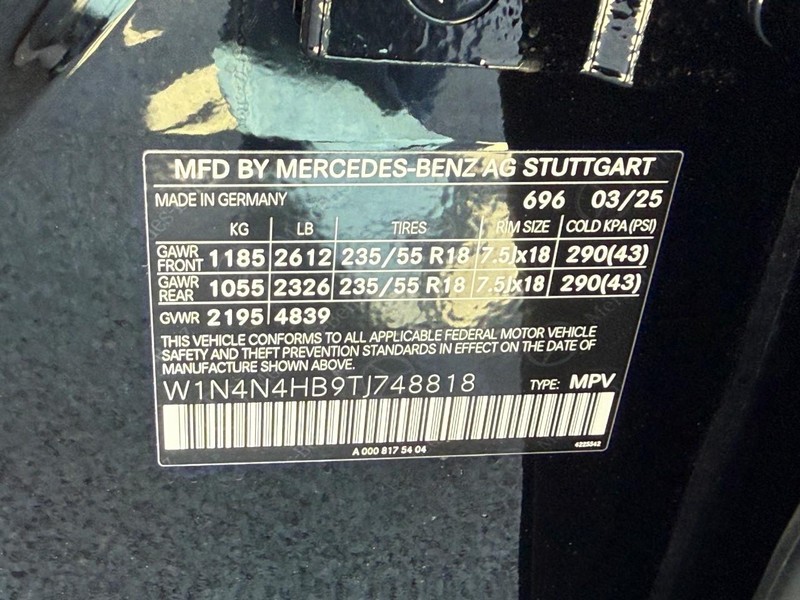 MFD BY MERCEDES-BENZ AG STUTTGART
MADE IN GERMANY 696 03/25
KG LB TIRES RIM SIZE COLD KPA (PSI)
GAWR FRONT 1185 2612 235/55 R18 7.5Jx18 290(43)
GAWR REAR 1055 2326 235/55 R18 7.5Jx18 290(43)
GVWR 2195 4839
THIS VEHICLE CONFORMS TO ALL APPLICABLE FEDERAL MOTOR VEHICLE
SAFETY AND THEFT PREVENTION STANDARDS IN EFFECT ON THE DATE OF
MANUFACTURE SHOWN ABOVE.
W1N4N4HB9TJ748818 TYPE: MPV
A 000 817 54 04 4225342